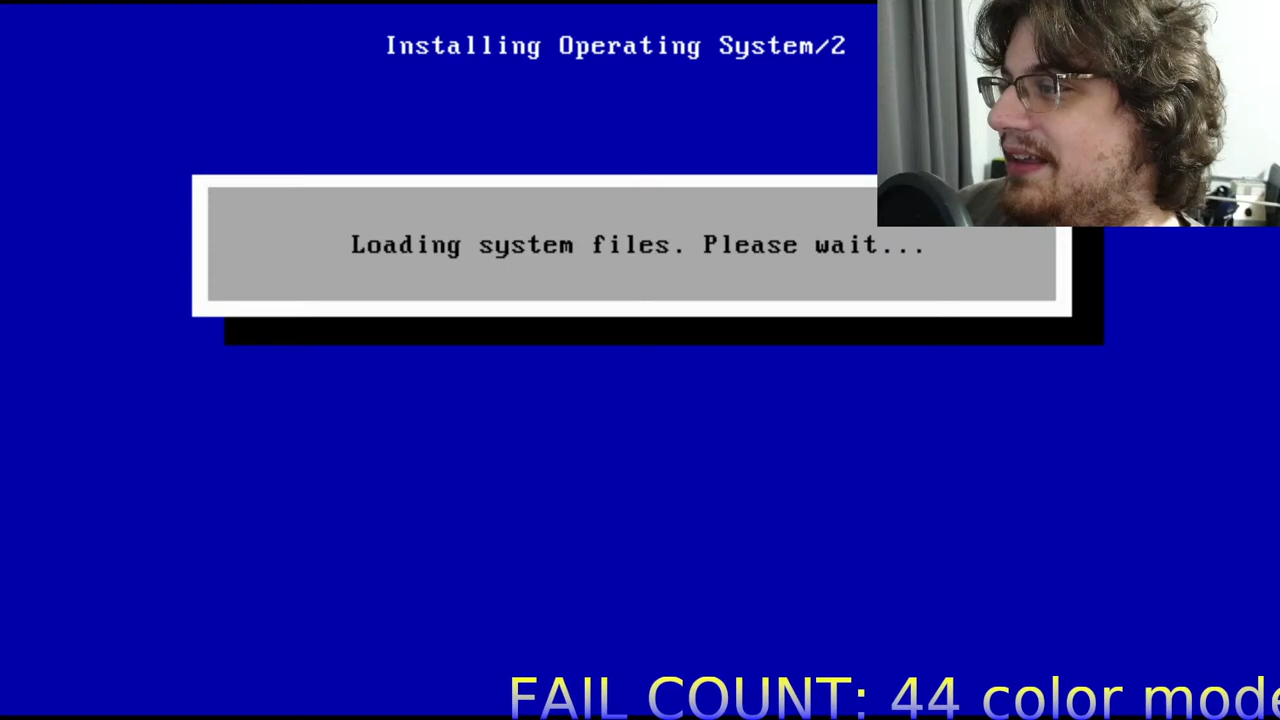 Installing Operating System/2
Loading system files. Please wait...
FAIL COUNT: 44 color mode